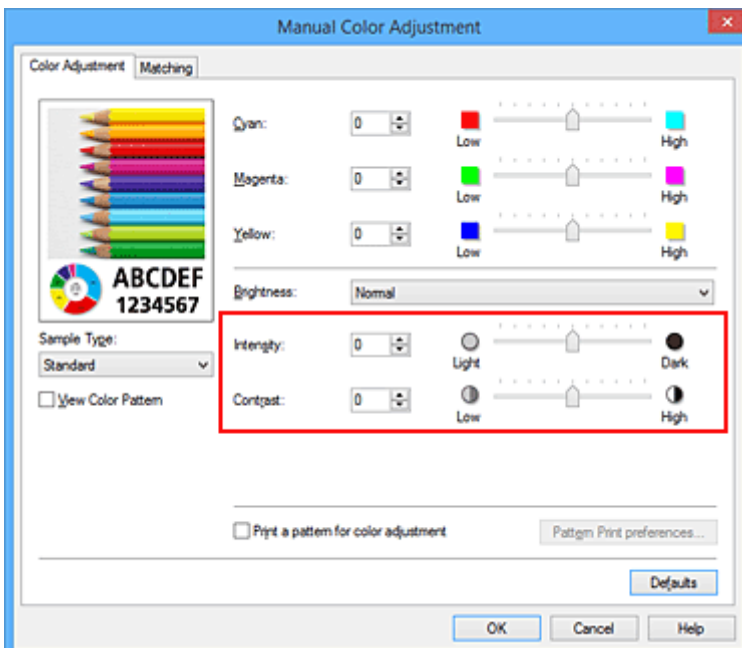 Manual Color Adjustment
Color Adjustment
Matching
ABCDEF
1234567
Sample Type:
Standard
View Color Pattern
Cyan:
0
Low
High
Magenta:
0
Low
High
Yellow:
0
Low
High
Brightness:
Normal
Intensity:
0
Light
Dark
Contrast:
0
Low
High
Print a pattern for color adjustment
Pattern Print preferences...
Defaults
OK
Cancel
Help